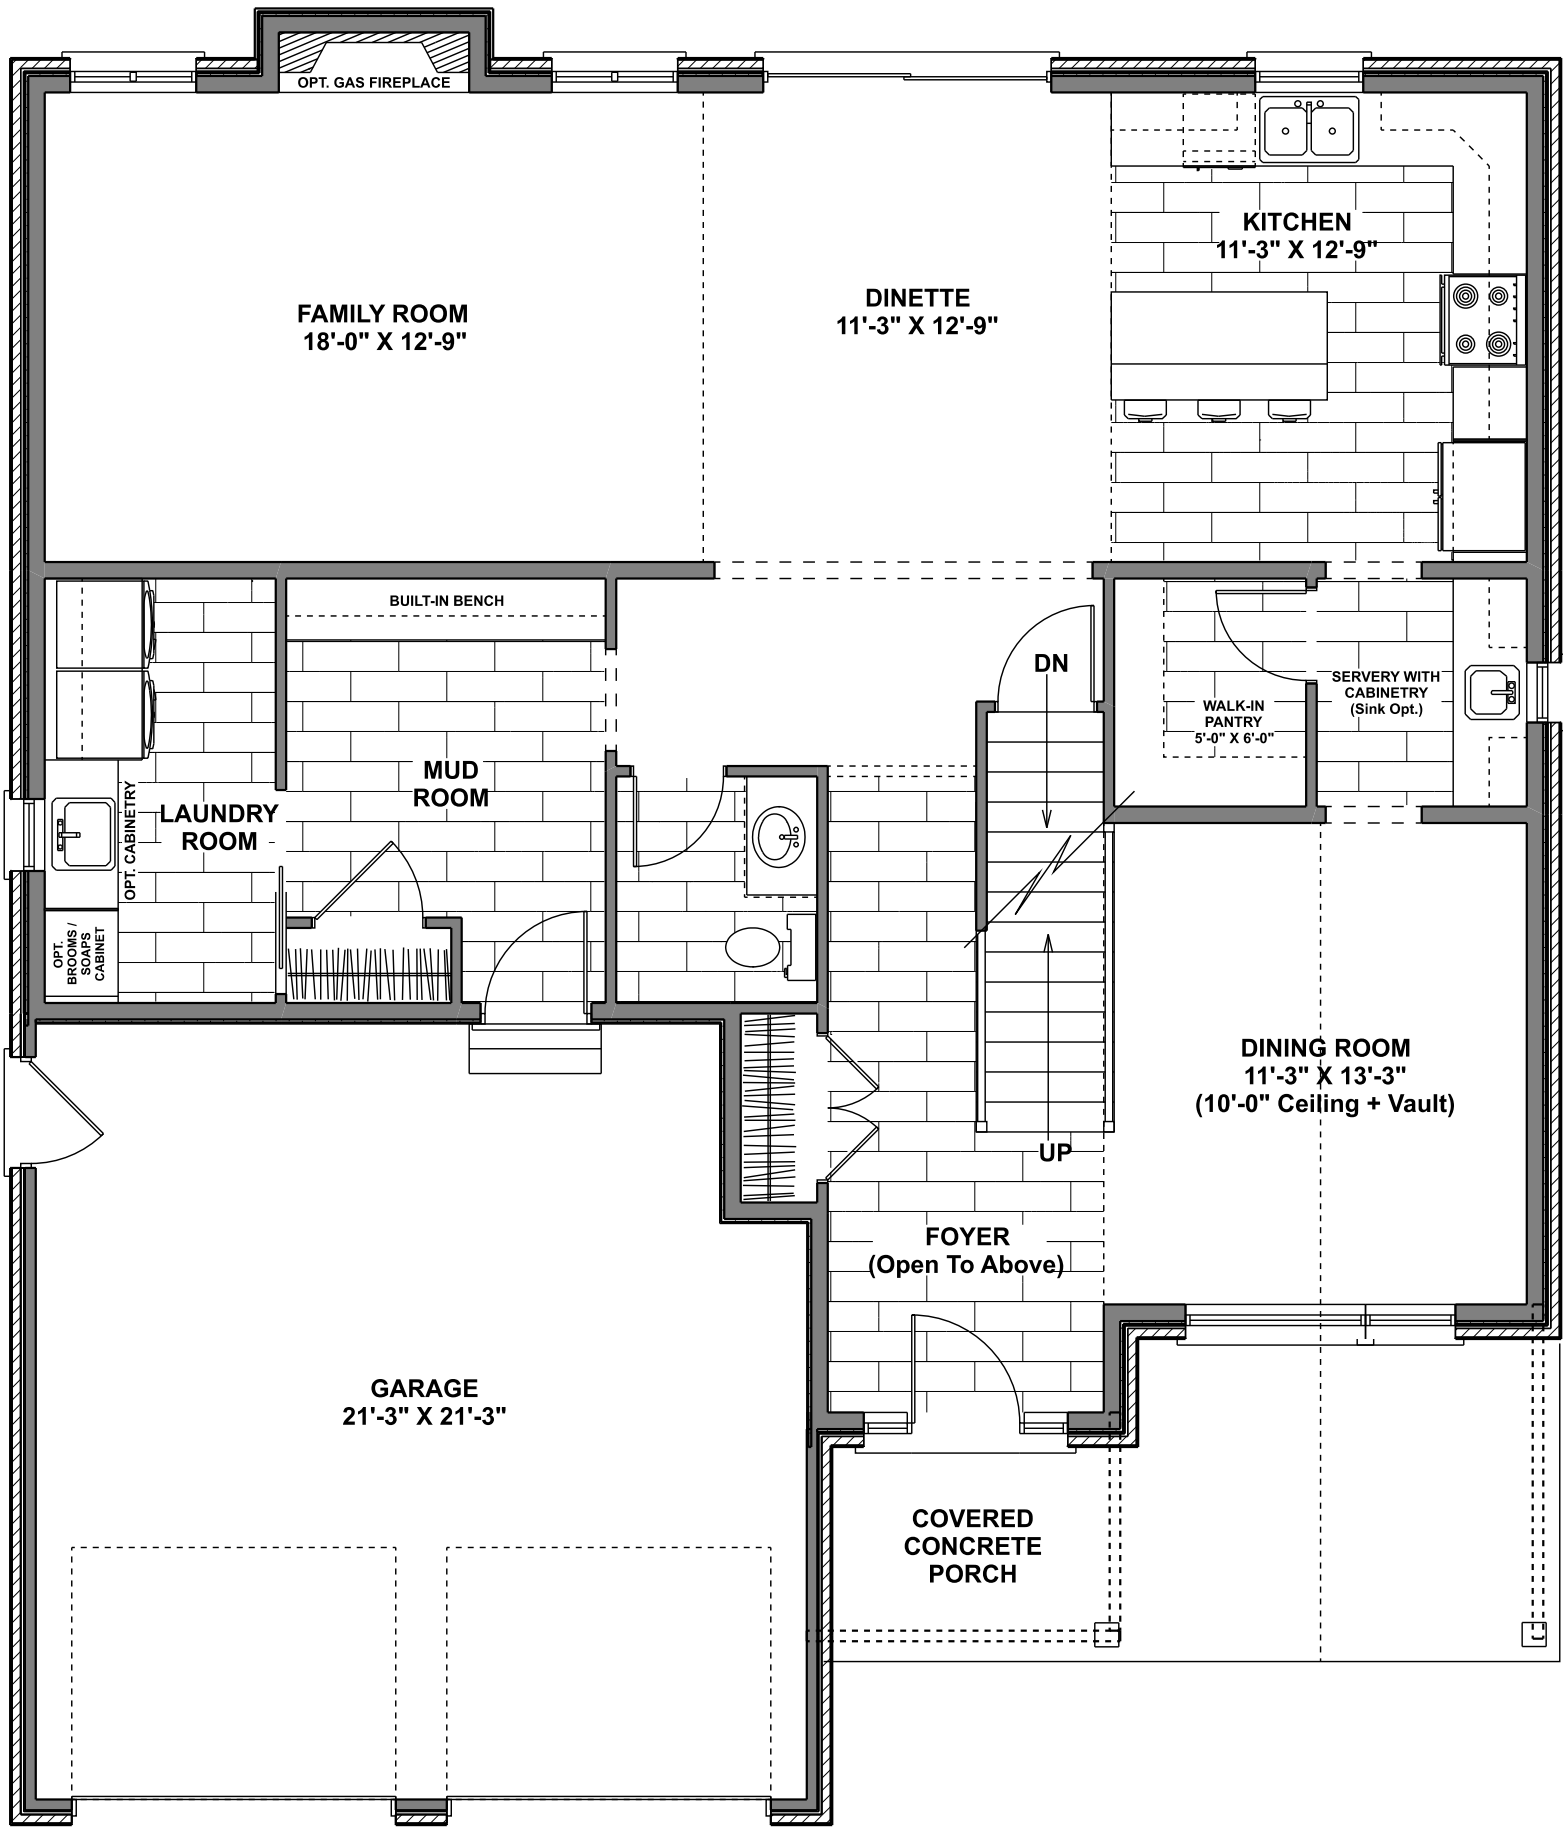 OPT. GAS FIREPLACE
KITCHEN
11'-3" X 12'-9"
FAMILY ROOM
18'-0" X 12'-9"
DINETTE
11'-3" X 12'-9"
BUILT-IN BENCH
DN
SERVERY WITH
CABINETRY
(Sink Opt.)
WALK-IN
PANTRY
5'-0" X 6'-0"
MUD
ROOM
LAUNDRY
ROOM
OPT. CABINETRY
OPT.
BROOMS /
SOAPS
CABINET
DINING ROOM
11'-3" X 13'-3"
(10'-0" Ceiling + Vault)
UP
FOYER
(Open To Above)
GARAGE
21'-3" X 21'-3"
COVERED
CONCRETE
PORCH